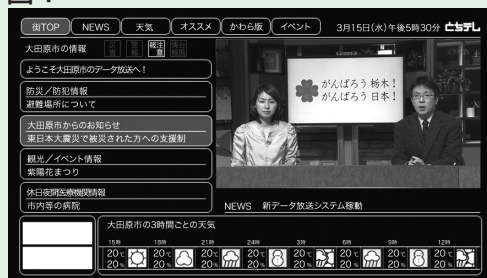 街TOP NEWS 天気 オススメ かわら版 イベント 3月15日(水)午後5時30分 とちテレ
大田原市の情報 災害 警報 注意報
ようこそ大田原市のデータ放送へ!
防災／防犯情報
避難場所について
大田原市からのお知らせ
東日本大震災で被災された方への支援制
観光／イベント情報
紫陽花まつり
休日夜間医療機関情報
市内等の病院
がんばろう 栃木!
がんばろう 日本!
NEWS 新データ放送システム稼動
大田原市の3時間ごとの天気
15時 18時 21時 24時 3時 6時 9時 12時
20℃ 20℃ 20℃ 20℃ 20℃ 20℃ 20℃ 20℃
20% 20% 20% 20% 20% 20% 20% 20%